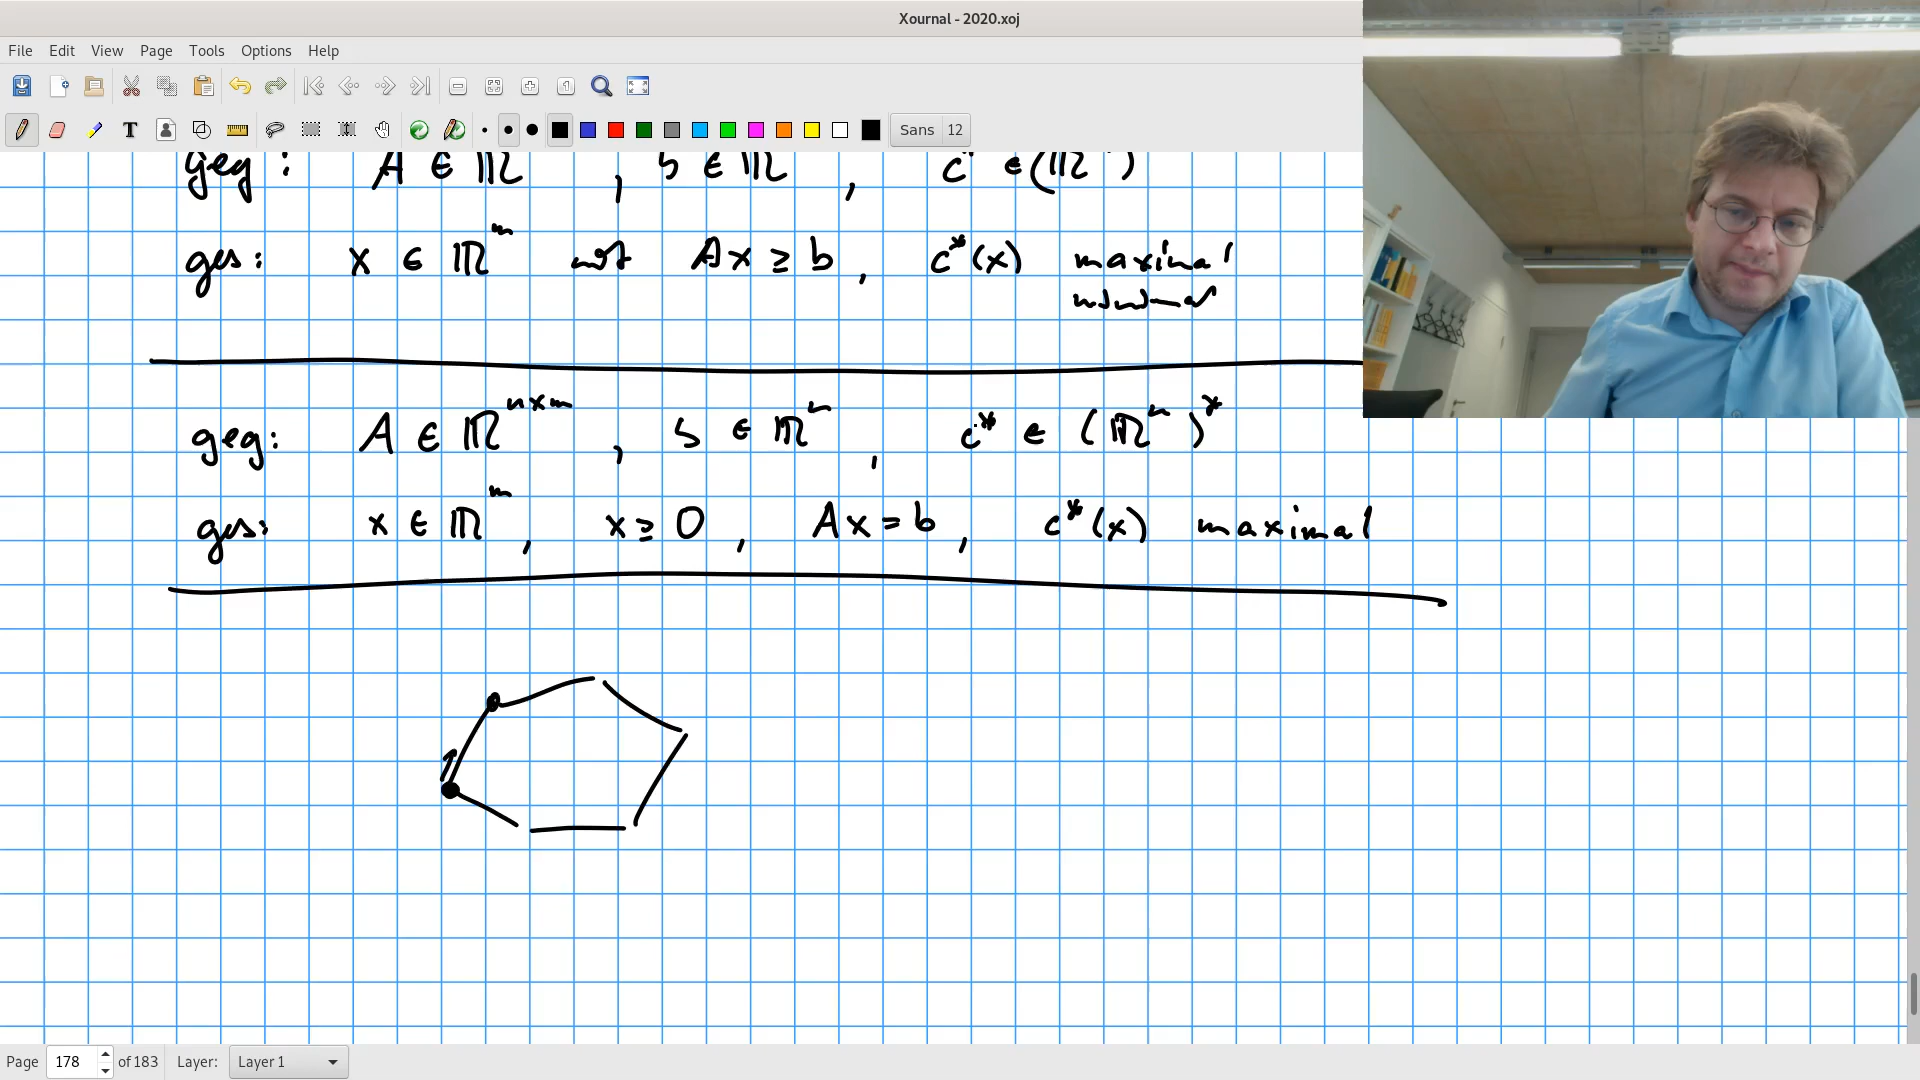 Xournal - 2020.xoj
File Edit View Page Tools Options Help
T Sans 12
geg: A ∈ ℝ , b ∈ ℝ , c* ∈ (ℝ )
ges: x ∈ ℝ^m mit Ax ≥ b , c*(x) maximal
minimal
geg: A ∈ ℝ^{n×m} , b ∈ ℝ^n , c* ∈ (ℝ^n)*
ges: x ∈ ℝ^m , x ≥ 0 , Ax = b , c*(x) maximal
Page 178 of 183 Layer: Layer 1